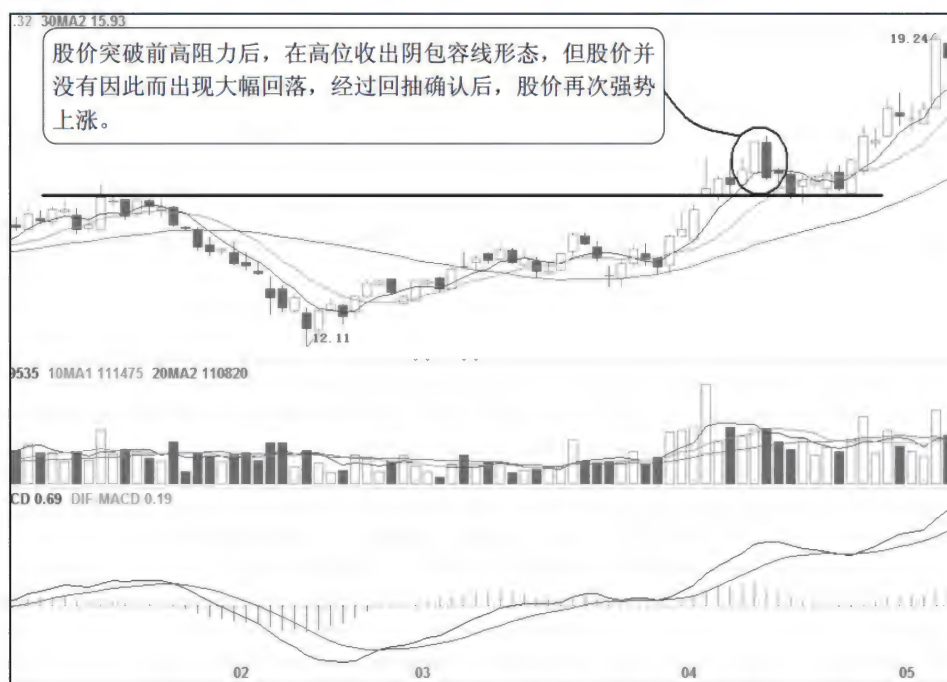 .32 30MA2 15.93
股价突破前高阻力后，在高位收出阴包容线形态，但股价并
没有因此而出现大幅回落，经过回抽确认后，股价再次强势
上涨。
19.24
12.11
9535 10MA1 111475 20MA2 110820
CD 0.69 DIF-MACD 0.19
02 03 04 05